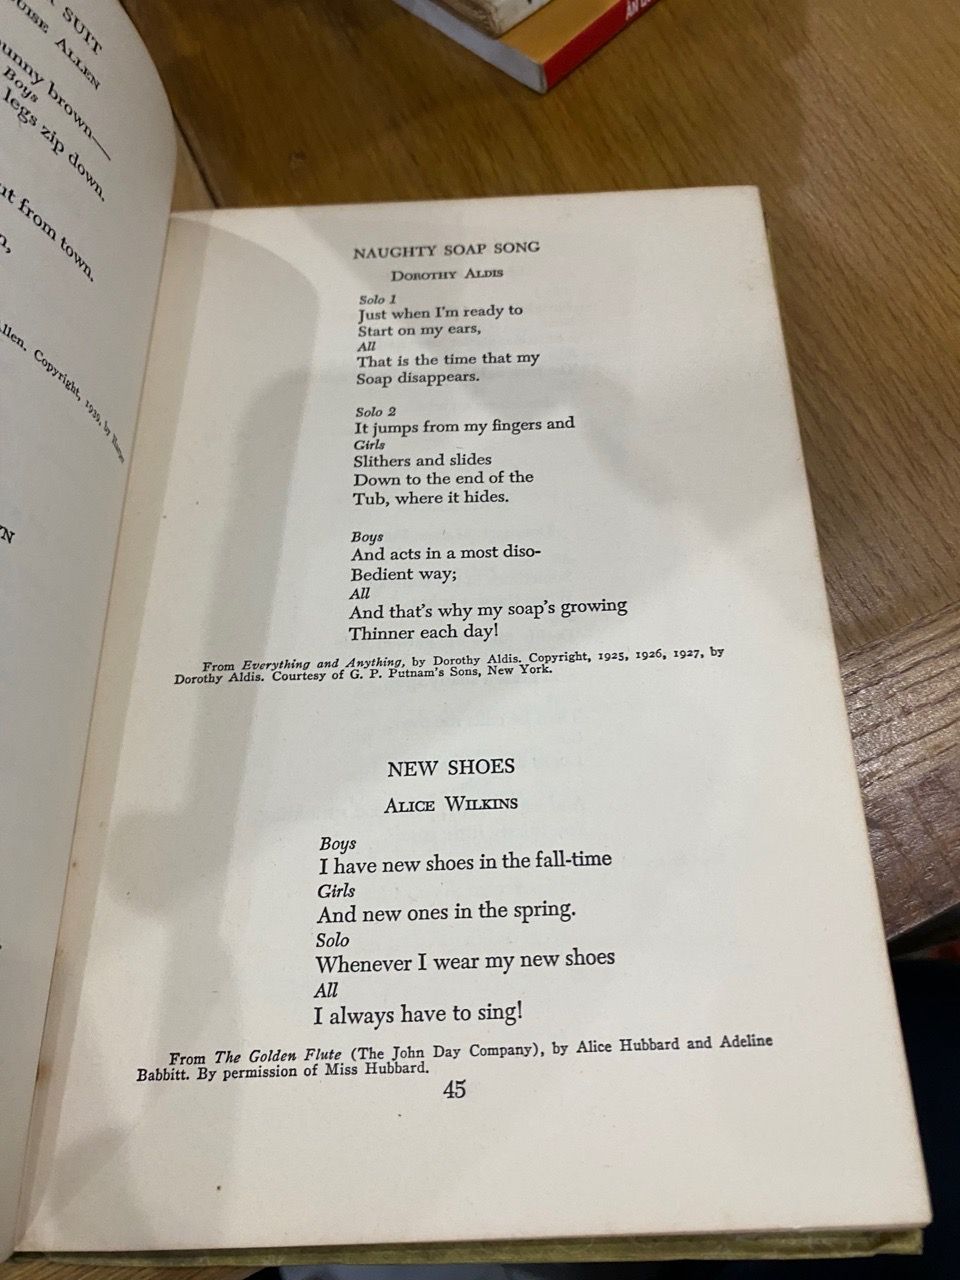 SUIT
ALLEN
brown—
Boys
legs zip down.
from town.
Copyright, 1939, by
NAUGHTY SOAP SONG
Dorothy Aldis
Solo 1
Just when I'm ready to
Start on my ears,
All
That is the time that my
Soap disappears.
Solo 2
It jumps from my fingers and
Girls
Slithers and slides
Down to the end of the
Tub, where it hides.
Boys
And acts in a most diso-
Bedient way;
All
And that's why my soap's growing
Thinner each day!
From Everything and Anything, by Dorothy Aldis. Copyright, 1925, 1926, 1927, by
Dorothy Aldis. Courtesy of G. P. Putnam's Sons, New York.
NEW SHOES
Alice Wilkins
Boys
I have new shoes in the fall-time
Girls
And new ones in the spring.
Solo
Whenever I wear my new shoes
All
I always have to sing!
From The Golden Flute (The John Day Company), by Alice Hubbard and Adeline
Babbitt. By permission of Miss Hubbard.
45